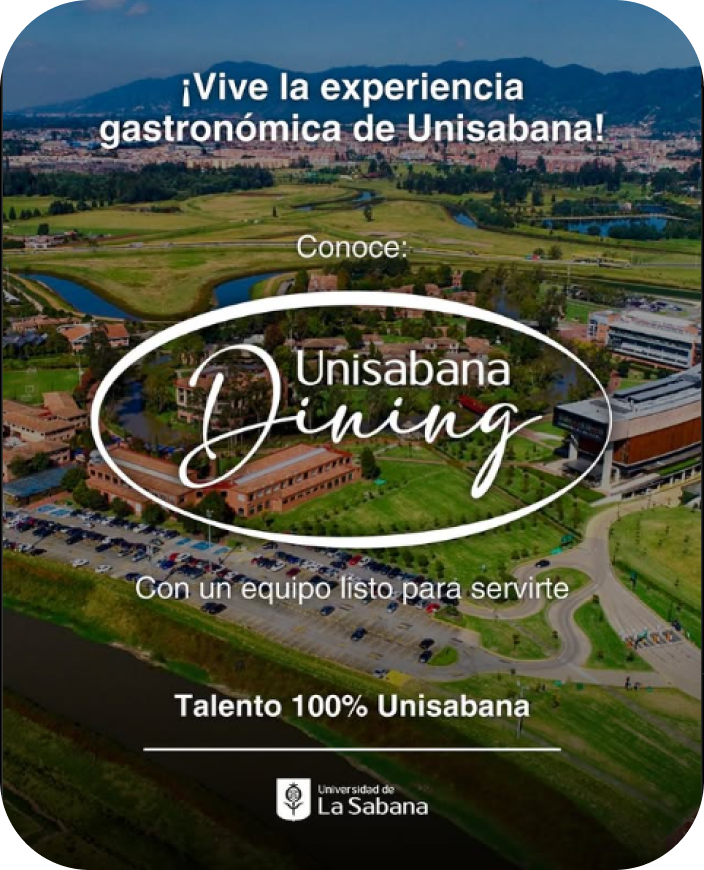 ¡Vive la experiencia
gastronómica de Unisabana!
Conoce:
Unisabana
Dining
Con un equipo listo para servirte
Talento 100% Unisabana
Universidad de
La Sabana